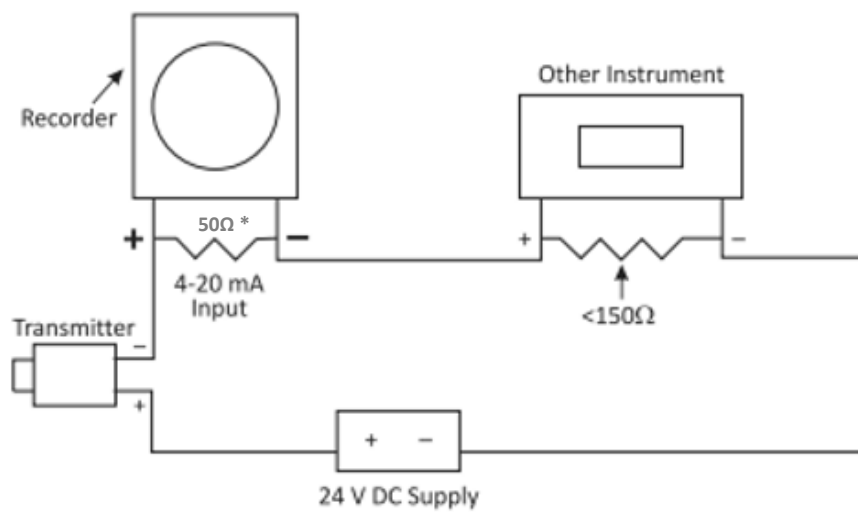 Recorder
Other Instrument
50Ω *
+
−
+
−
4-20 mA
Input
<150Ω
Transmitter
−
+
+ −
24 V DC Supply